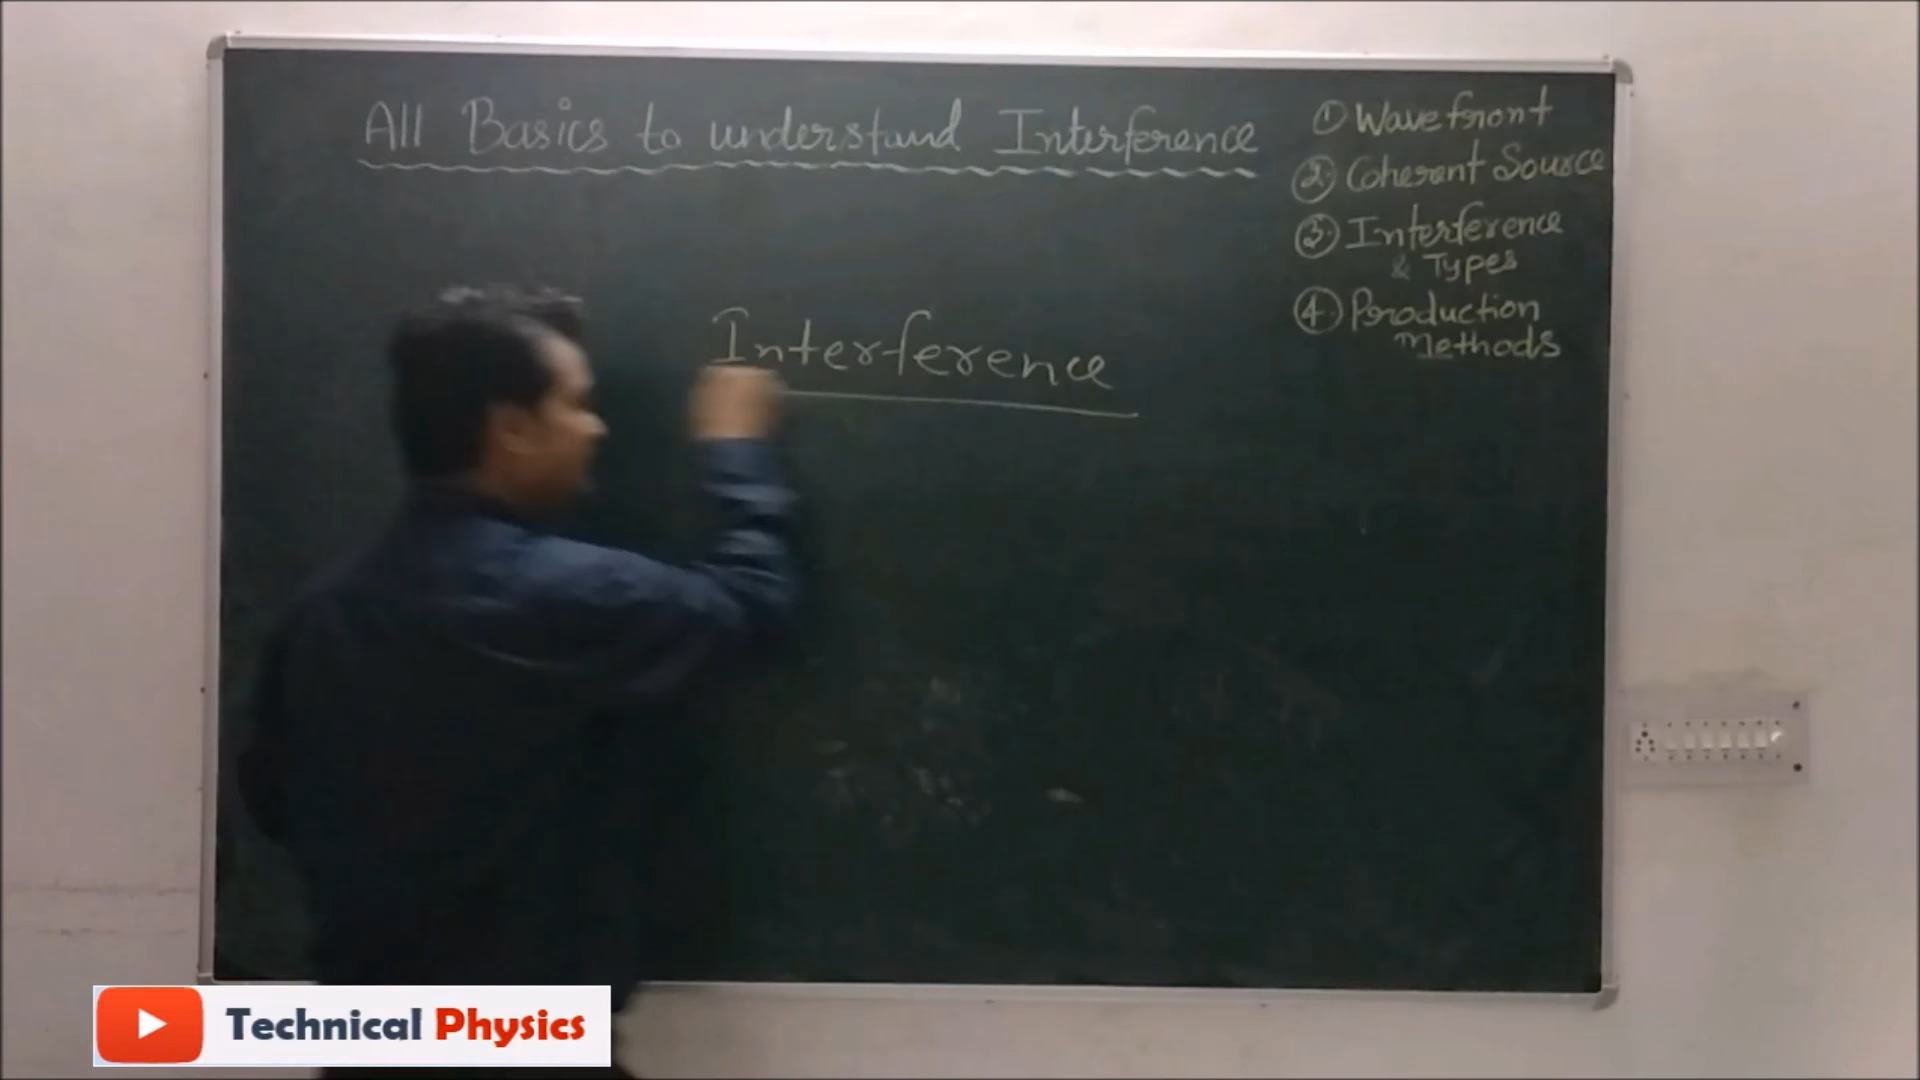 All Basics to understand Interference
① Wavefront
②. Coherent Source
③. Interference
& Types
④. Production
Methods
Interference
Technical Physics